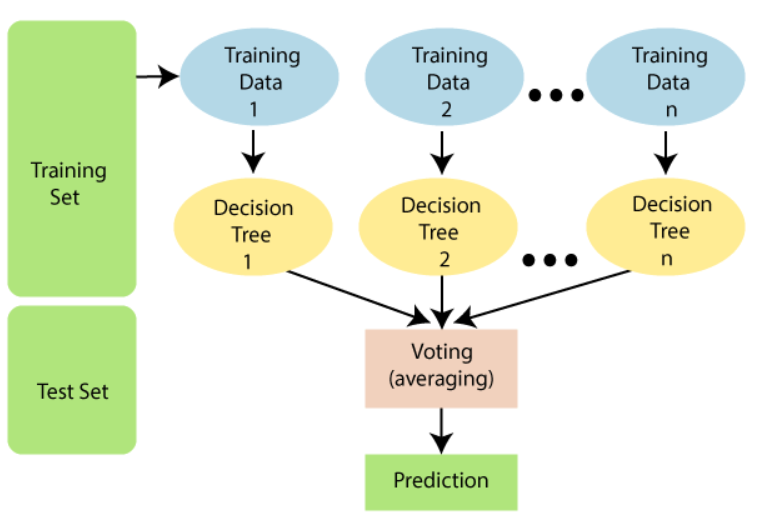 Training
Set
Training
Data
1
Training
Data
2
Training
Data
n
Decision
Tree
1
Decision
Tree
2
Decision
Tree
n
Test Set
Voting
(averaging)
Prediction